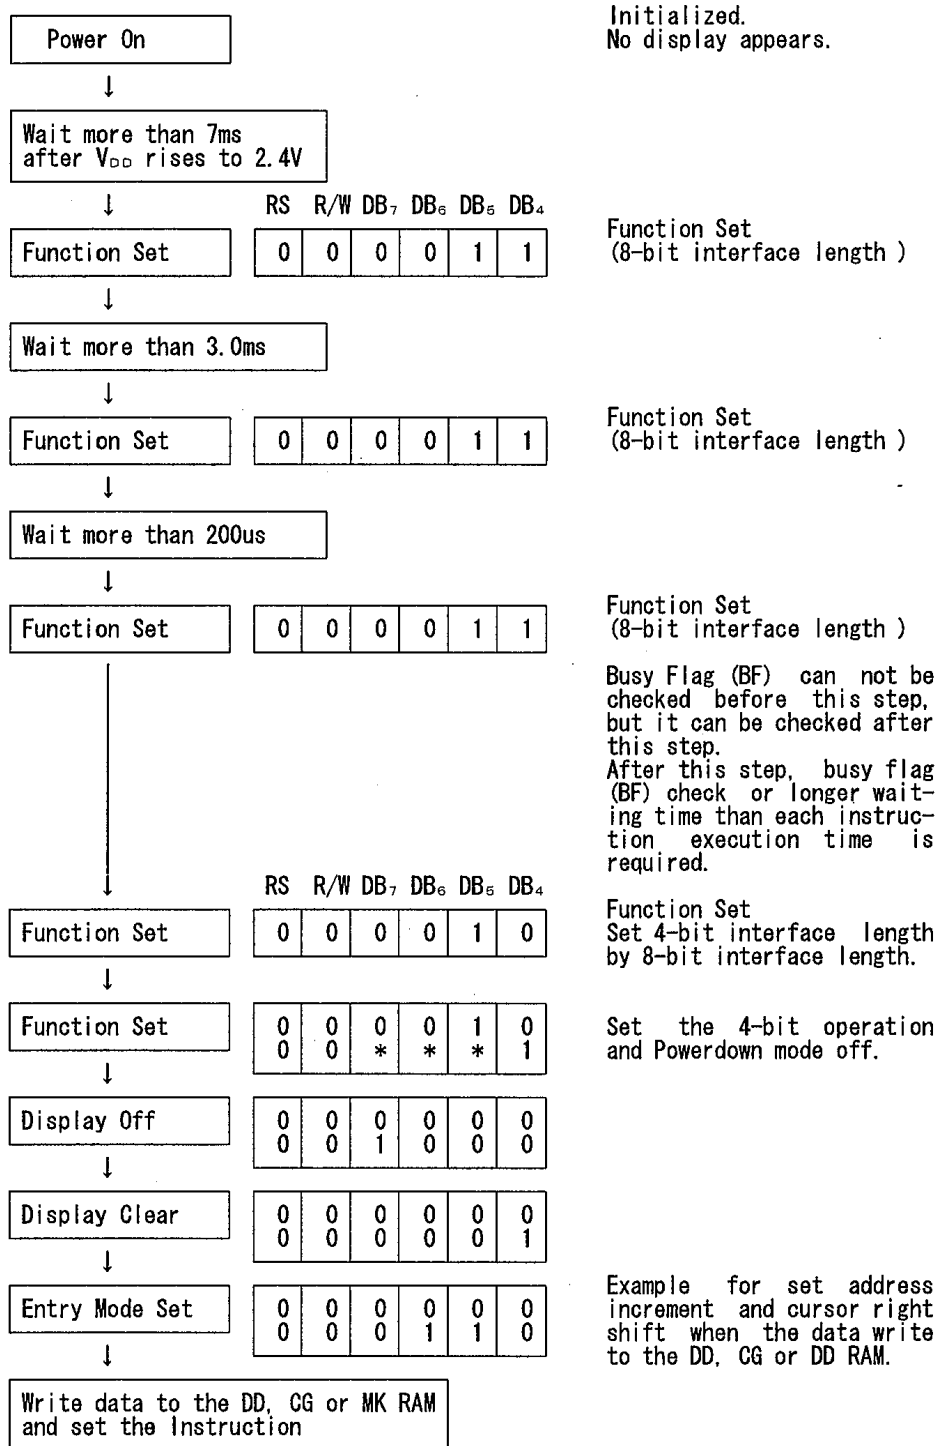 Power On
Initialized.
No display appears.
↓
Wait more than 7ms
after VDD rises to 2.4V
↓
RS R/W DB₇ DB₆ DB₅ DB₄
Function Set 0 0 0 0 1 1
Function Set
(8-bit interface length )
↓
Wait more than 3.0ms
↓
Function Set 0 0 0 0 1 1
Function Set
(8-bit interface length )
↓
Wait more than 200us
↓
Function Set 0 0 0 0 1 1
Function Set
(8-bit interface length )
Busy Flag (BF) can not be
checked before this step,
but it can be checked after
this step.
After this step, busy flag
(BF) check or longer wait-
ing time than each instruc-
tion execution time is
required.
RS R/W DB₇ DB₆ DB₅ DB₄
Function Set 0 0 0 0 1 0
Function Set
Set 4-bit interface length
by 8-bit interface length.
↓
Function Set 0 0 0 0 1 0
0 0 * * * 1
Set the 4-bit operation
and Powerdown mode off.
↓
Display Off 0 0 0 0 0 0
0 0 1 0 0 0
↓
Display Clear 0 0 0 0 0 0
0 0 0 0 0 1
↓
Entry Mode Set 0 0 0 0 0 0
0 0 0 1 1 0
Example for set address
increment and cursor right
shift when the data write
to the DD, CG or DD RAM.
↓
Write data to the DD, CG or MK RAM
and set the Instruction